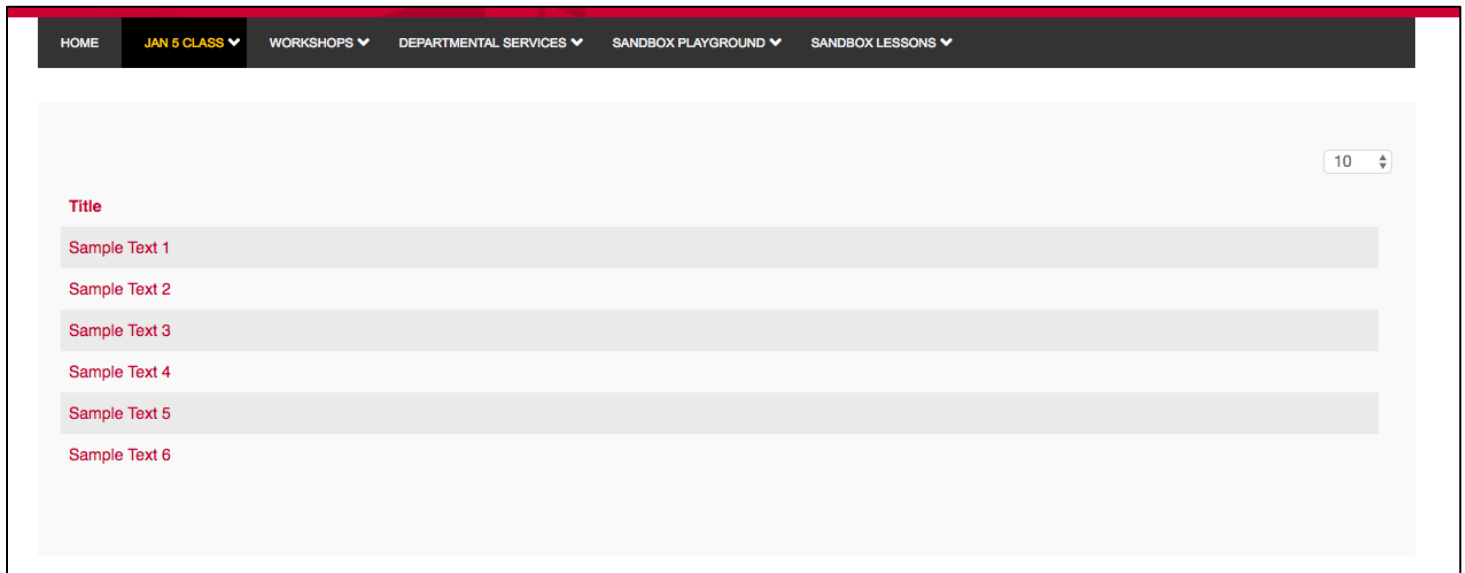 HOME JAN 5 CLASS WORKSHOPS DEPARTMENTAL SERVICES SANDBOX PLAYGROUND SANDBOX LESSONS
10
Title
Sample Text 1
Sample Text 2
Sample Text 3
Sample Text 4
Sample Text 5
Sample Text 6